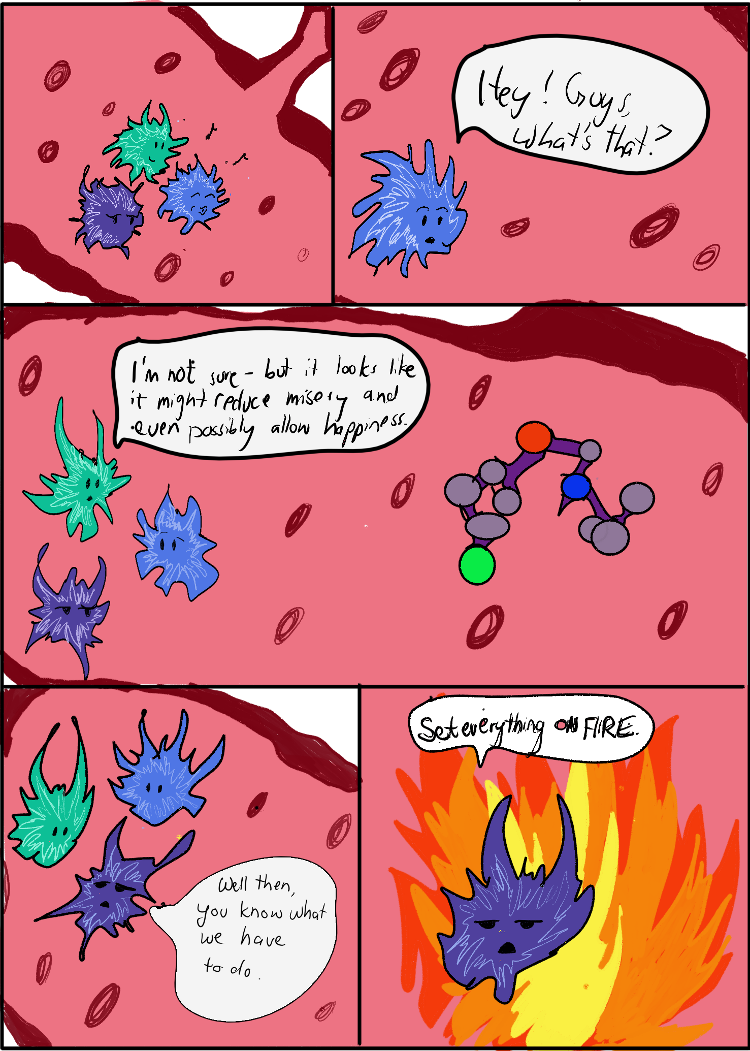 Hey! Guys,
what's that?
I'm not sure - but it looks like
it might reduce misery and
even possibly allow happiness.
Well then,
you know what
we have
to do.
Set everything ON FIRE.